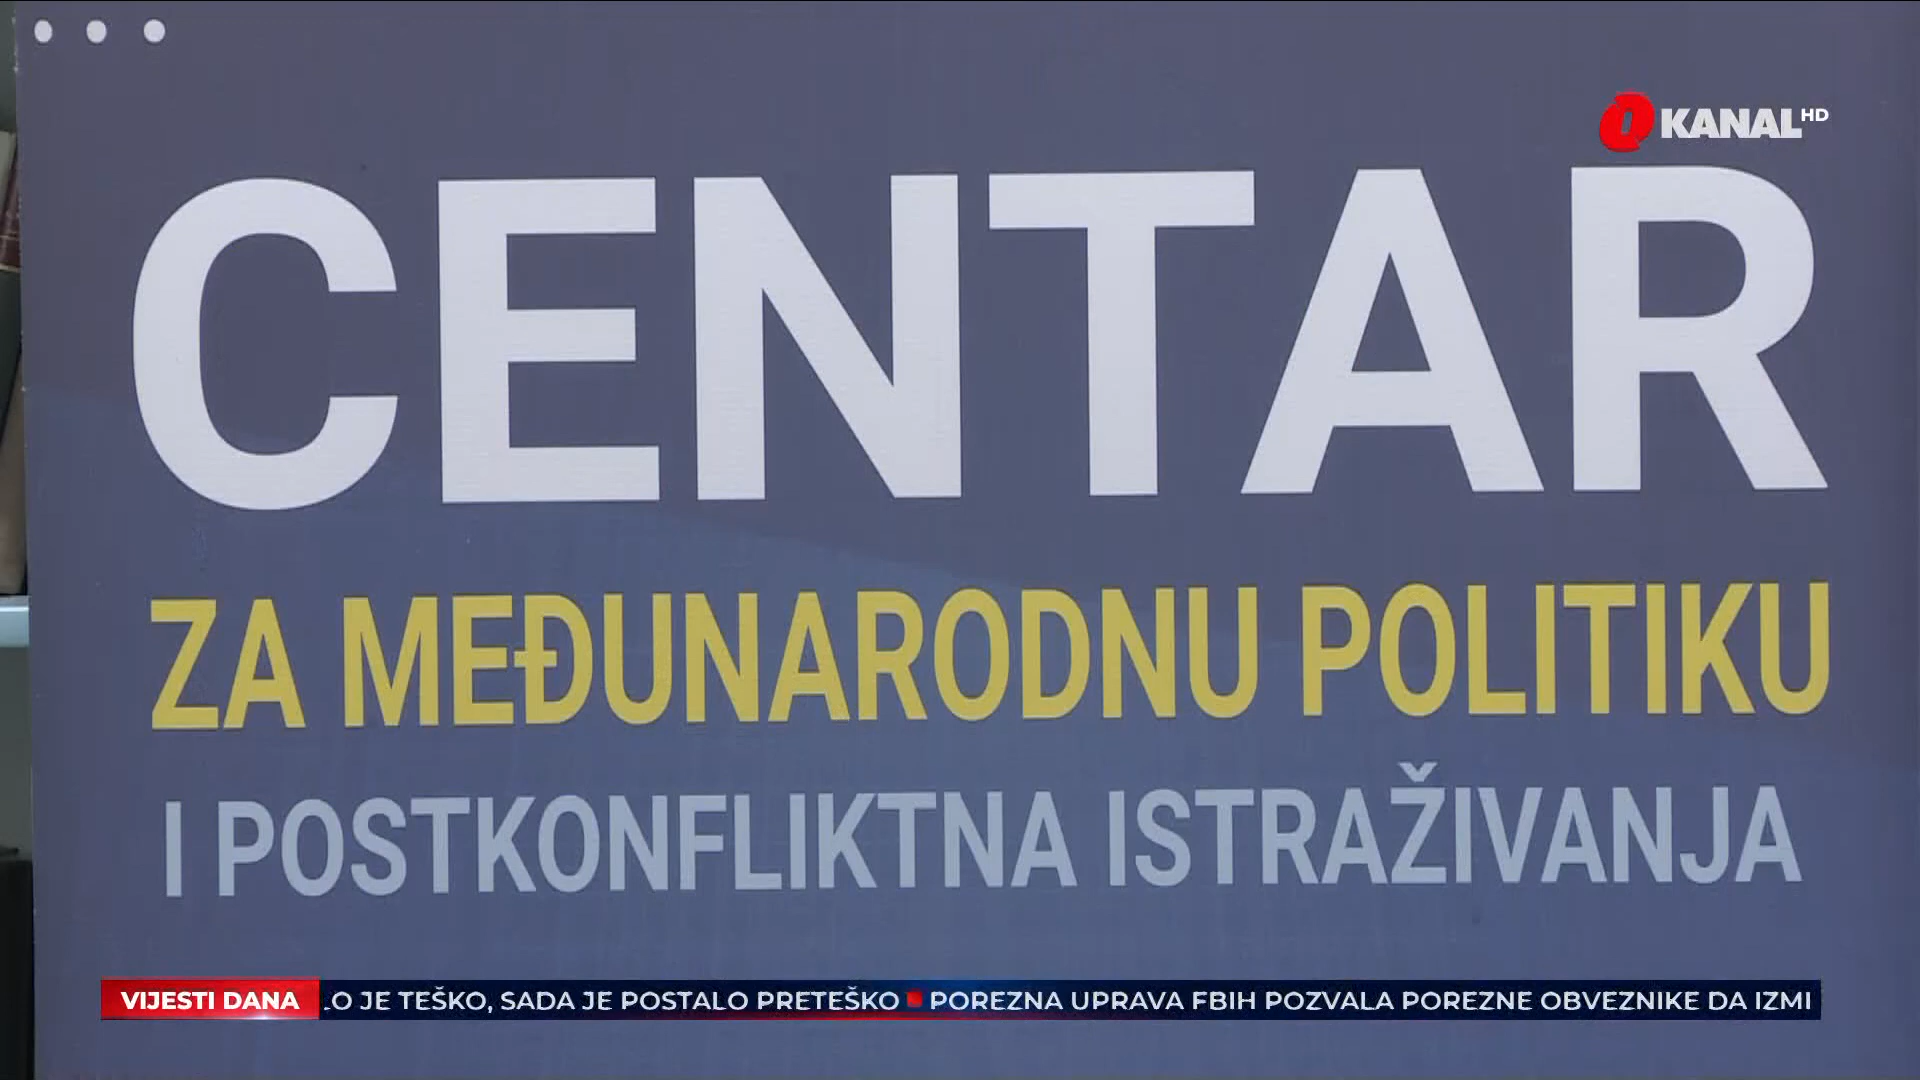 KANAL HD
CENTAR
ZA MEĐUNARODNU POLITIKU
I POSTKONFLIKTNA ISTRAŽIVANJA
VIJESTI DANA
JE TEŠKO, SADA JE POSTALO PRETEŠKO POREZNA UPRAVA FBIH POZVALA POREZNE OBVEZNIKE DA IZMI